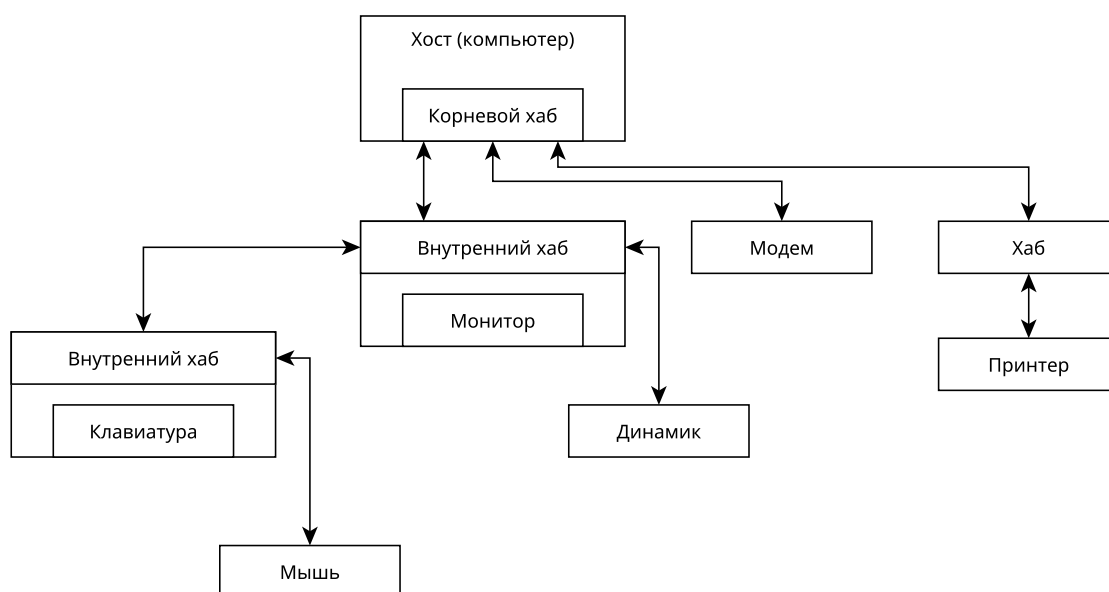 Хост (компьютер)
Корневой хаб
Внутренний хаб
Модем
Хаб
Монитор
Внутренний хаб
Принтер
Клавиатура
Динамик
Мышь